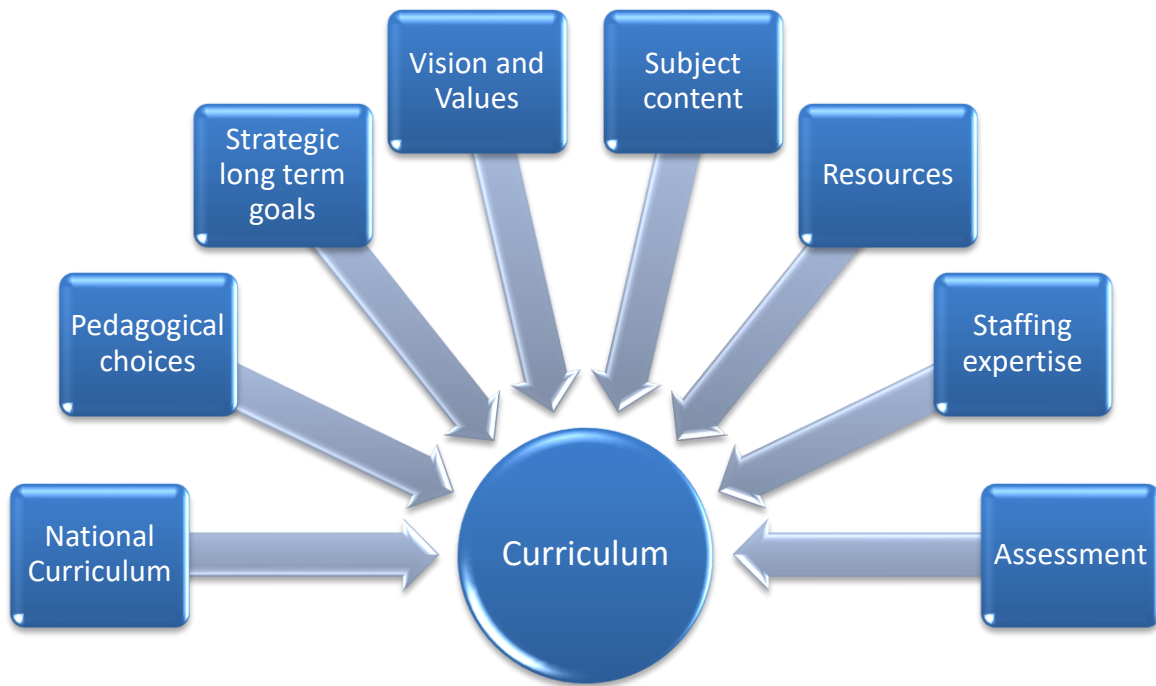 Vision and
Values
Subject
content
Strategic
long term
goals
Resources
Pedagogical
choices
Staffing
expertise
National
Curriculum
Curriculum
Assessment